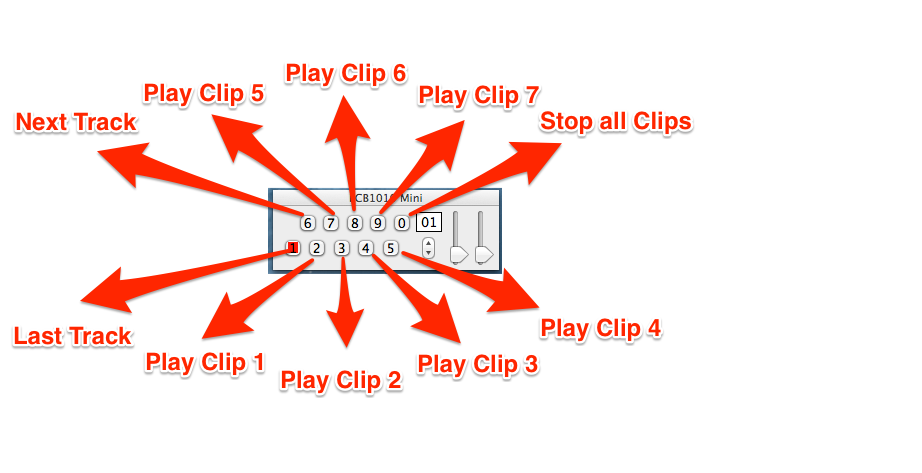 Play Clip 6
Play Clip 5
Play Clip 7
Next Track
Stop all Clips
FCB1010 Mini
6 7 8 9 0 01
1 2 3 4 5
Last Track
Play Clip 4
Play Clip 1
Play Clip 3
Play Clip 2